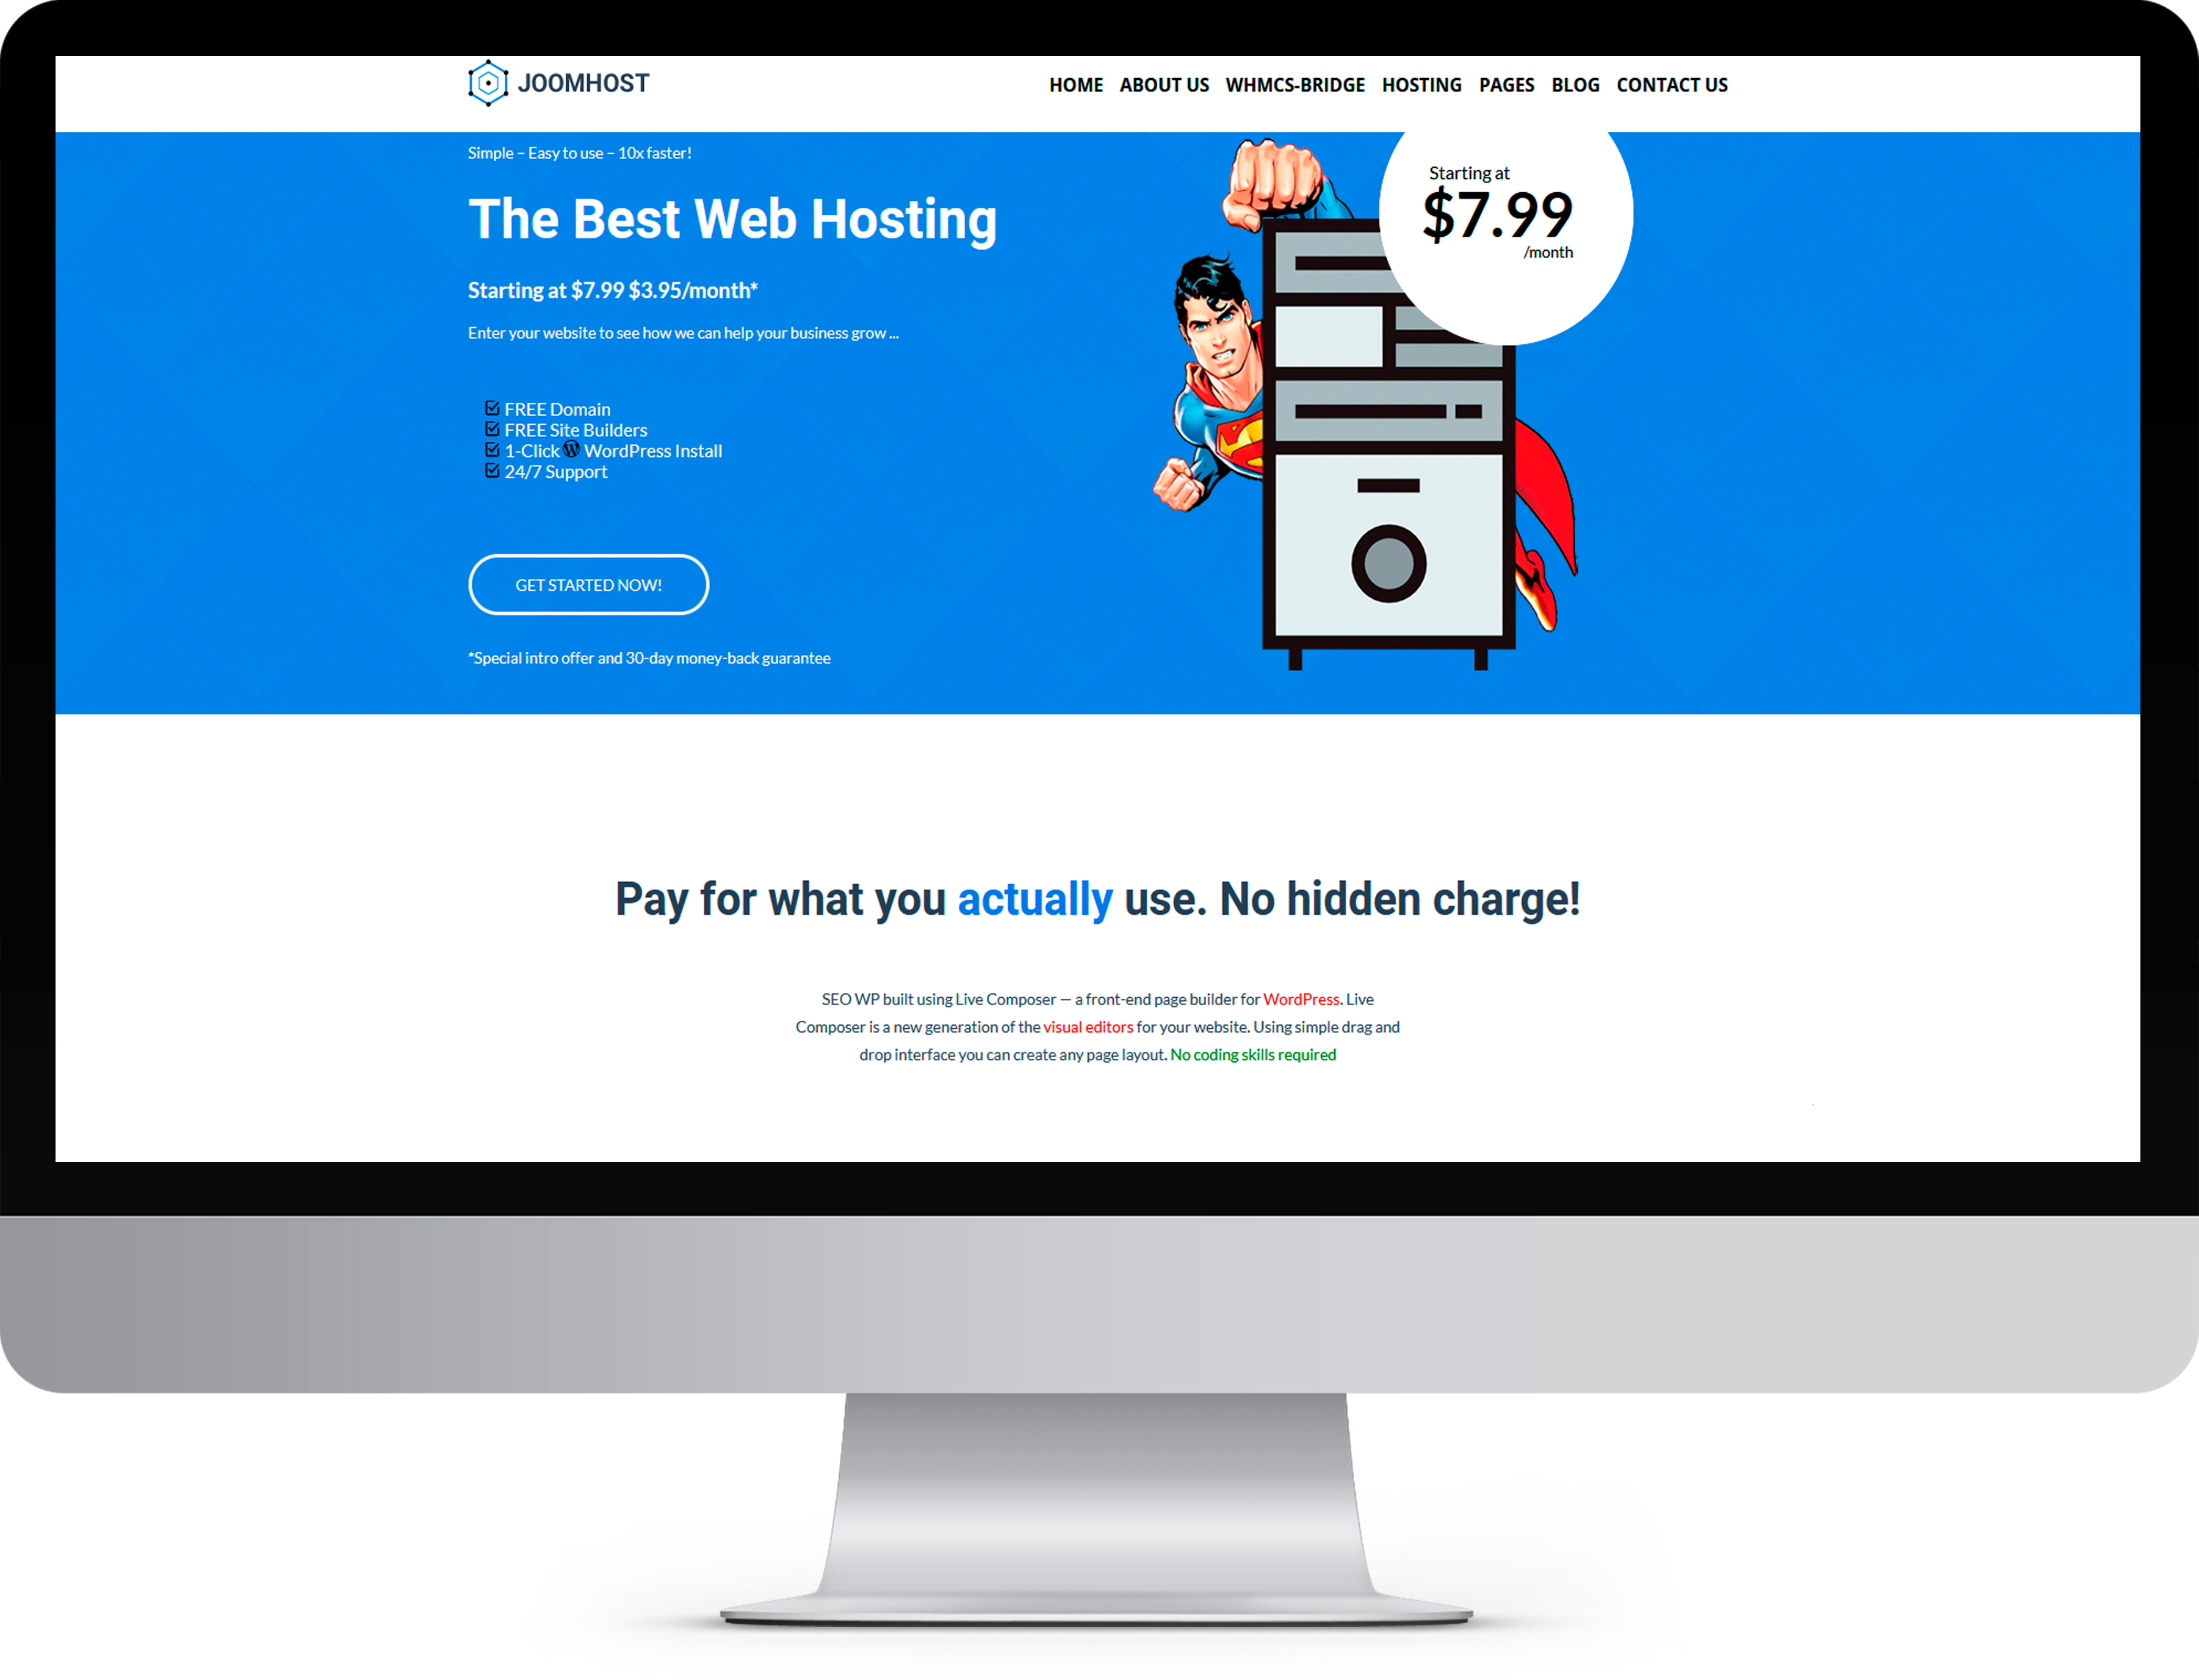 JOOMHOST
HOME ABOUT US WHMCS-BRIDGE HOSTING PAGES BLOG CONTACT US
Simple – Easy to use – 10x faster!
The Best Web Hosting
Starting at $7.99 $3.95/month*
Enter your website to see how we can help your business grow ...
FREE Domain
FREE Site Builders
1-Click WordPress Install
24/7 Support
GET STARTED NOW!
*Special intro offer and 30-day money-back guarantee
Starting at
$7.99
/month
Pay for what you actually use. No hidden charge!
SEO WP built using Live Composer — a front-end page builder for WordPress. Live
Composer is a new generation of the visual editors for your website. Using simple drag and
drop interface you can create any page layout. No coding skills required